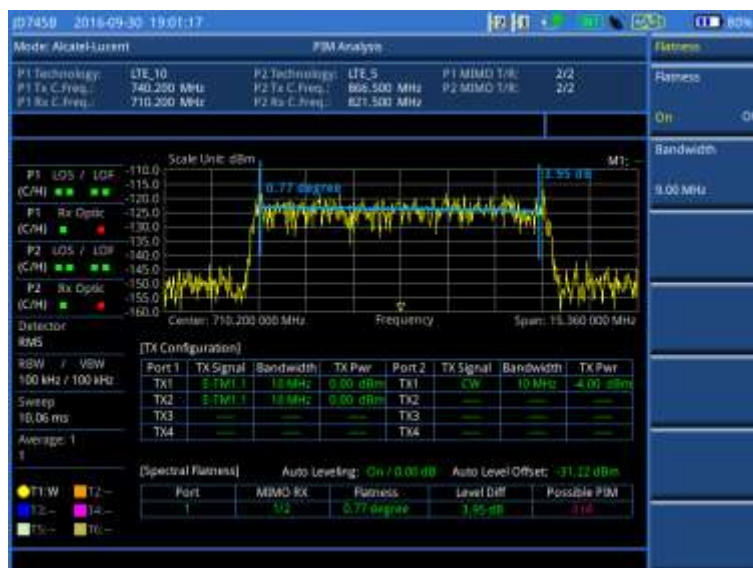 JD745B 2016-09-30 19:01:17
INT
80%
Mode: Alcatel-Lucent PIM Analysis
P1 Technology: LTE_10 P2 Technology: LTE_5 P1 MIMO T/R: 2/2
P1 Tx C.Freq.: 740.200 MHz P2 Tx C.Freq.: 866.500 MHz P2 MIMO T/R: 2/2
P1 Rx C.Freq.: 710.200 MHz P2 Rx C.Freq.: 821.500 MHz
Flatness
Flatness
On
Bandwidth
9.00 MHz
P1 LOS / LOF
(C/H)
P1 Rx Optic
(C/H)
P2 LOS / LOF
(C/H)
P2 Rx Optic
(C/H)
Detector
RMS
RBW / VBW
100 kHz / 100 kHz
Sweep
10.06 ms
Average: 1
1
T1:W T2:--
T3:-- T4:--
T5:-- T6:--
Scale Unit: dBm M1: --
0.77 degree 3.95 dB
-110.0
-115.0
-120.0
-125.0
-130.0
-135.0
-140.0
-145.0
-150.0
-155.0
-160.0
Center: 710.200 000 MHz Frequency Span: 15.360 000 MHz
[TX Configuration]
Port 1 TX Signal Bandwidth TX Pwr Port 2 TX Signal Bandwidth TX Pwr
TX1 E-TM1.1 10 MHz 0.00 dBm TX1 CW 10 MHz -4.00 dBm
TX2 E-TM1.1 10 MHz 0.00 dBm TX2 --- --- ---
TX3 --- --- --- TX3 --- --- ---
TX4 --- --- --- TX4 --- --- ---
[Spectral Flatness] Auto Leveling: On / 0.00 dB Auto Level Offset: -31.22 dBm
Port MIMO RX Flatness Level Diff Possible PIM
1 1/2 0.77 degree 3.95 dB